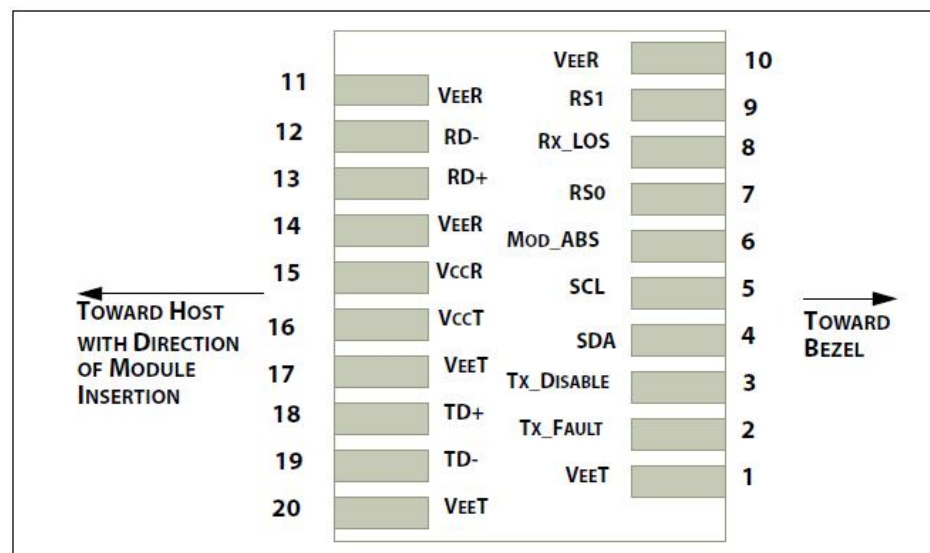 11 VEER
12 RD-
13 RD+
14 VEER
15 VCCR
16 VCCT
17 VEET
18 TD+
19 TD-
20 VEET
VEER 10
RS1 9
RX_LOS 8
RS0 7
MOD_ABS 6
SCL 5
SDA 4
TX_DISABLE 3
TX_FAULT 2
VEET 1
TOWARD HOST
WITH DIRECTION
OF MODULE
INSERTION
TOWARD
BEZEL